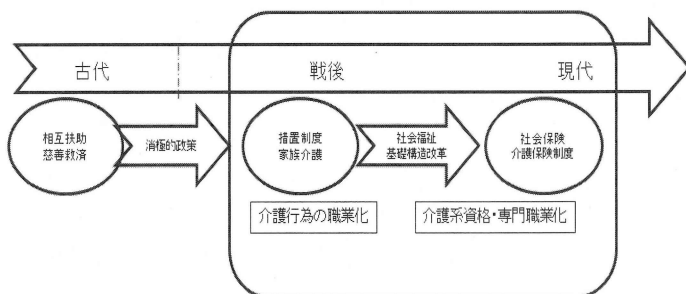 古代
戦後
現代
相互扶助
慈善救済
消極的政策
措置制度
家族介護
社会福祉
基礎構造改革
社会保険
介護保険制度
介護行為の職業化
介護系資格・専門職業化